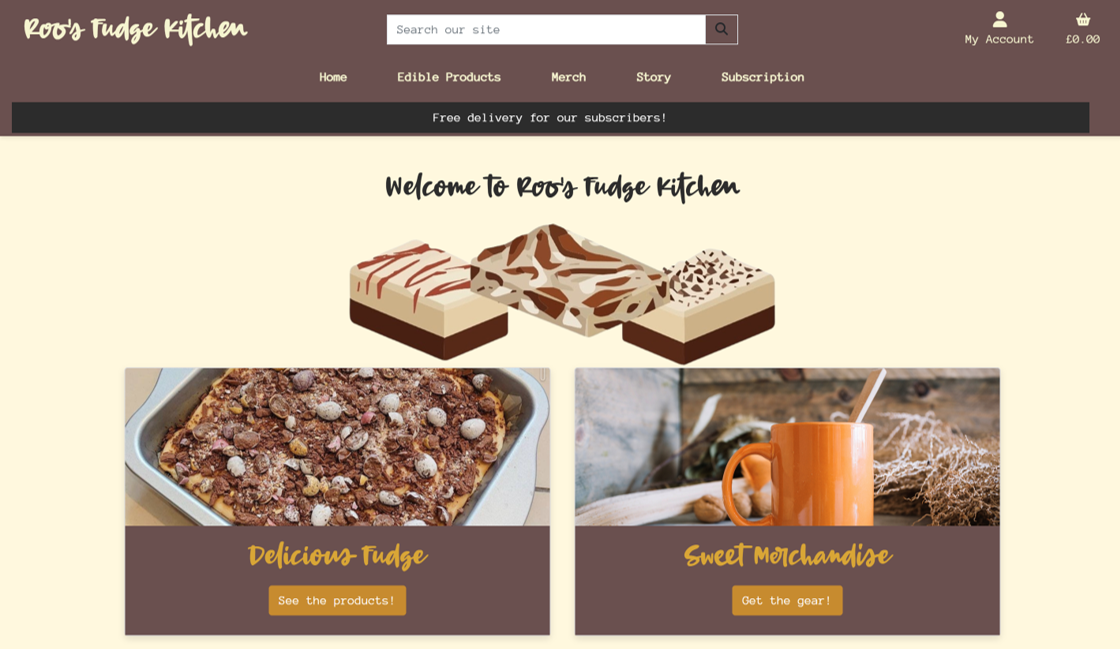 Roo's Fudge Kitchen
Search our site
My Account
£0.00
Home
Edible Products
Merch
Story
Subscription
Free delivery for our subscribers!
Welcome to Roo's Fudge Kitchen
Delicious Fudge
See the products!
Sweet Merchandise
Get the gear!